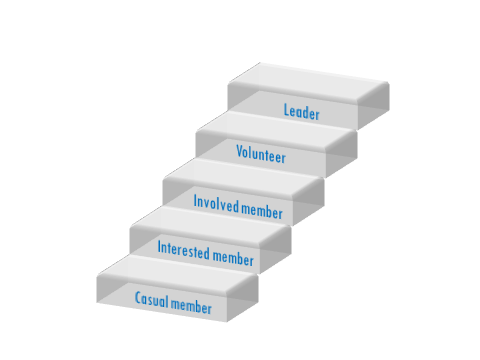 Leader
Volunteer
Involved member
Interested member
Casual member